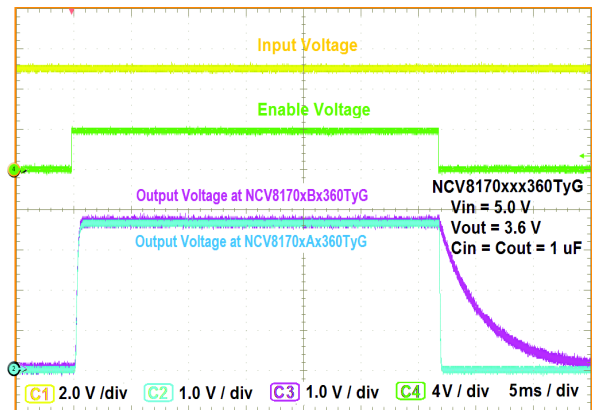 Input Voltage
Enable Voltage
4
NCV8170xxx360TyG
Output Voltage at NCV8170xBx360TyG
Vin = 5.0 V
Vout = 3.6 V
Output Voltage at NCV8170xAx360TyG
Cin = Cout = 1 uF
2
C1 2.0 V / div C2 1.0 V / div C3 1.0 V / div C4 4V / div 5ms / div